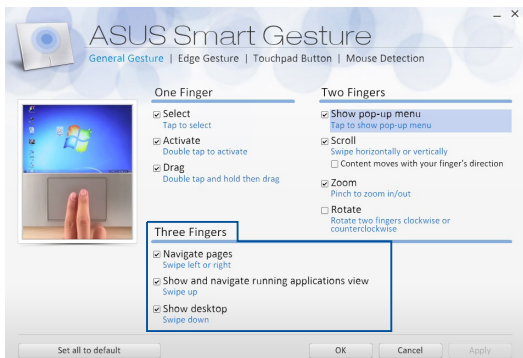 ASUS Smart Gesture
General Gesture | Edge Gesture | Touchpad Button | Mouse Detection
One Finger
Select
Tap to select
Activate
Double tap to activate
Drag
Double tap and hold then drag
Two Fingers
Show pop-up menu
Tap to show pop-up menu
Scroll
Swipe horizontally or vertically
Content moves with your finger's direction
Zoom
Pinch to zoom in/out
Rotate
Rotate two fingers clockwise or
counterclockwise
Three Fingers
Navigate pages
Swipe left or right
Show and navigate running applications view
Swipe up
Show desktop
Swipe down
Set all to default
OK
Cancel
Apply